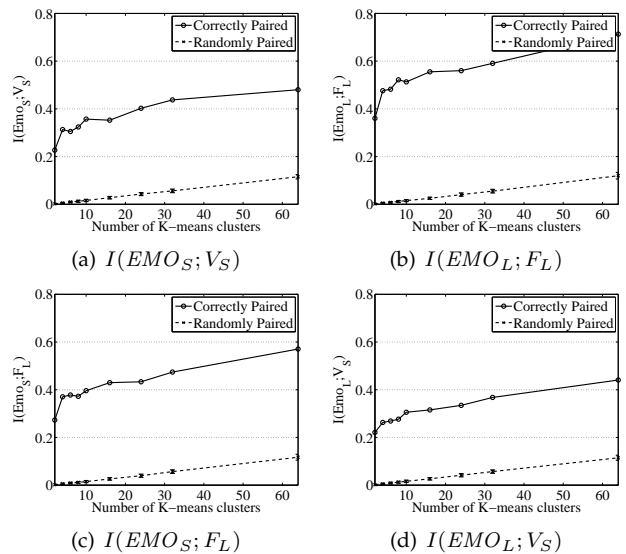 0.8
0.6
0.4
0.2
0
I(Emo_S;V_S)
Correctly Paired
Randomly Paired
10 20 30 40 50 60
Number of K−means clusters
(a) I(EMO_S; V_S)
0.8
0.6
0.4
0.2
0
I(Emo_L;F_L)
Correctly Paired
Randomly Paired
10 20 30 40 50 60
Number of K−means clusters
(b) I(EMO_L; F_L)
0.8
0.6
0.4
0.2
0
I(Emo_S;F_L)
Correctly Paired
Randomly Paired
10 20 30 40 50 60
Number of K−means clusters
(c) I(EMO_S; F_L)
0.8
0.6
0.4
0.2
0
I(Emo_L;V_S)
Correctly Paired
Randomly Paired
10 20 30 40 50 60
Number of K−means clusters
(d) I(EMO_L; V_S)